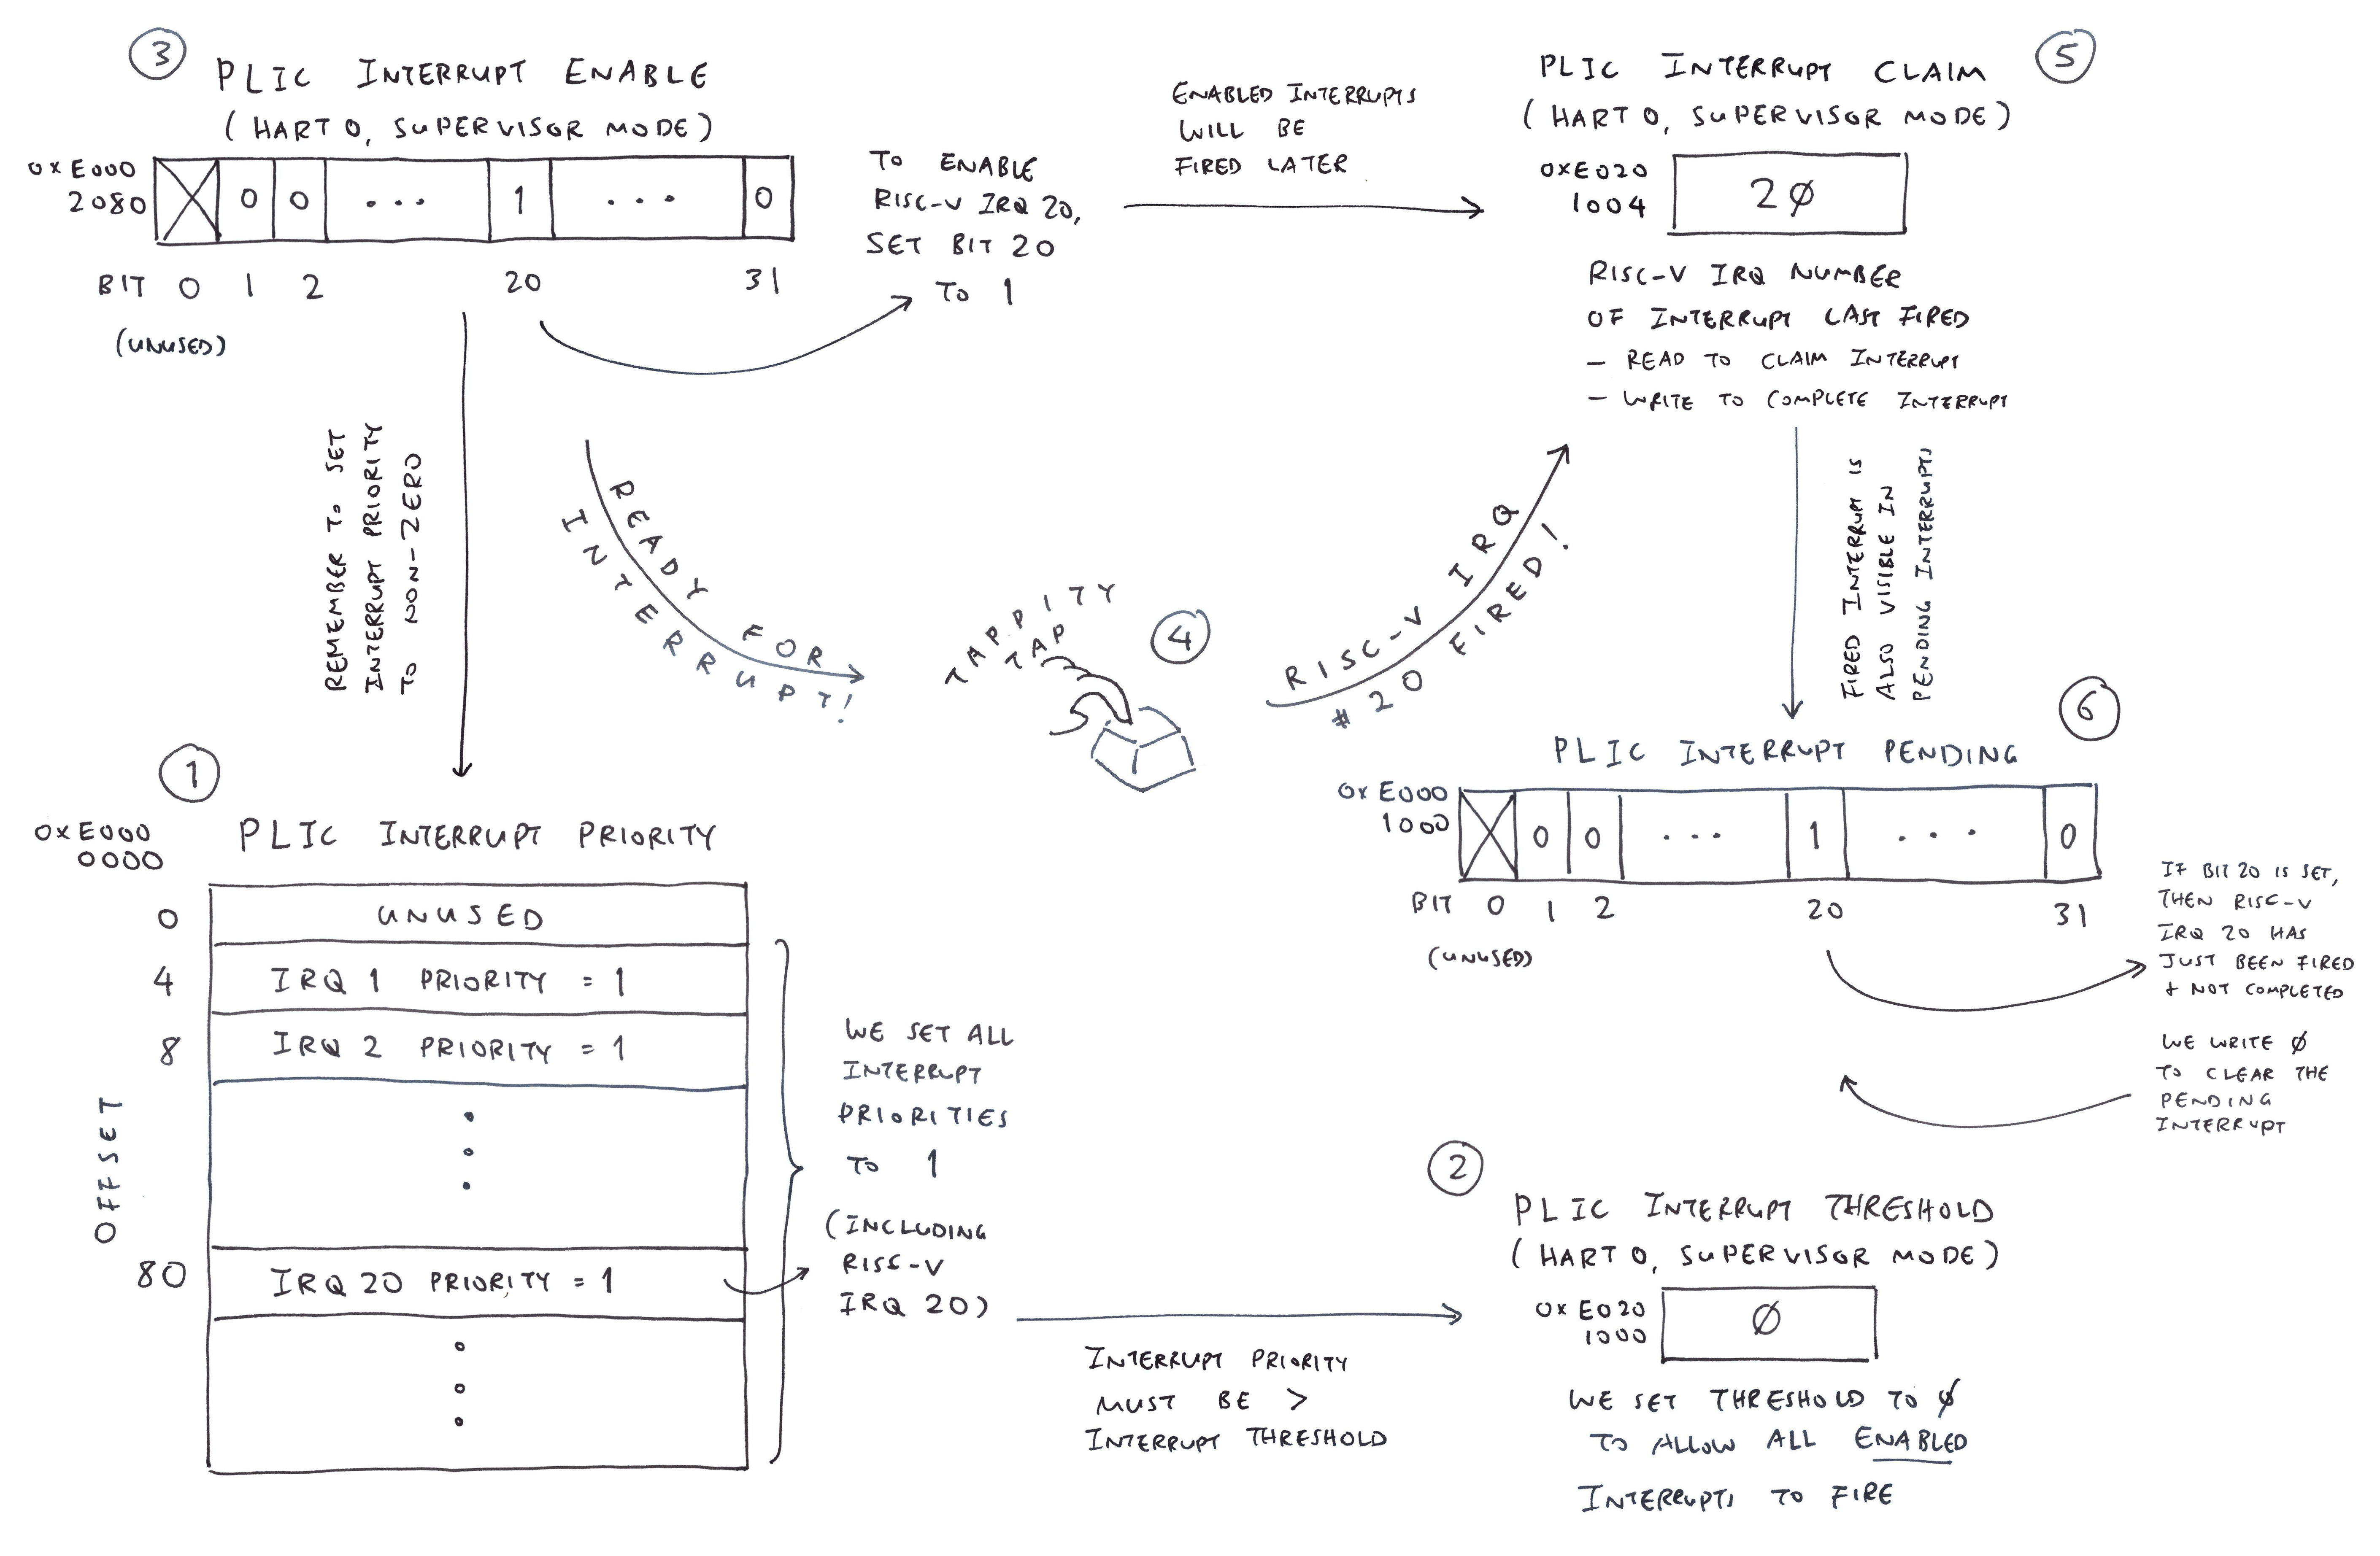 3
PLIC INTERRUPT ENABLE
(HART 0, SUPERVISOR MODE)
0xE000
2080
0 0 ... 1 ... 0
BIT 0 1 2 20 31
(UNUSED)
TO ENABLE
RISC-V IRQ 20,
SET BIT 20
TO 1
ENABLED INTERRUPTS
WILL BE
FIRED LATER
5
PLIC INTERRUPT CLAIM
(HART 0, SUPERVISOR MODE)
0xE020
1004
2Ø
RISC-V IRQ NUMBER
OF INTERRUPT LAST FIRED
- READ TO CLAIM INTERRUPT
- WRITE TO COMPLETE INTERRUPT
REMEMBER TO SET
INTERRUPT PRIORITY
TO NON-ZERO
READY FOR
INTERRUPT!
TAPPITY
TAP
4
RISC-V IRQ
#20 FIRED!
FIRED INTERRUPT IS
ALSO VISIBLE IN
PENDING INTERRUPTS
6
PLIC INTERRUPT PENDING
0xE000
1000
0 0 ... 1 ... 0
BIT 0 1 2 20 31
(UNUSED)
IF BIT 20 IS SET,
THEN RISC-V
IRQ 20 HAS
JUST BEEN FIRED
+ NOT COMPLETED
WE WRITE Ø
TO CLEAR THE
PENDING
INTERRUPT
1
0xE000
0000
PLIC INTERRUPT PRIORITY
OFFSET
0 UNUSED
4 IRQ 1 PRIORITY = 1
8 IRQ 2 PRIORITY = 1
80 IRQ 20 PRIORITY = 1
WE SET ALL
INTERRUPT
PRIORITIES
TO 1
(INCLUDING
RISC-V
IRQ 20)
INTERRUPT PRIORITY
MUST BE >
INTERRUPT THRESHOLD
2
PLIC INTERRUPT THRESHOLD
(HART 0, SUPERVISOR MODE)
0xE020
1000
Ø
WE SET THRESHOLD TO Ø
TO ALLOW ALL ENABLED
INTERRUPTS TO FIRE